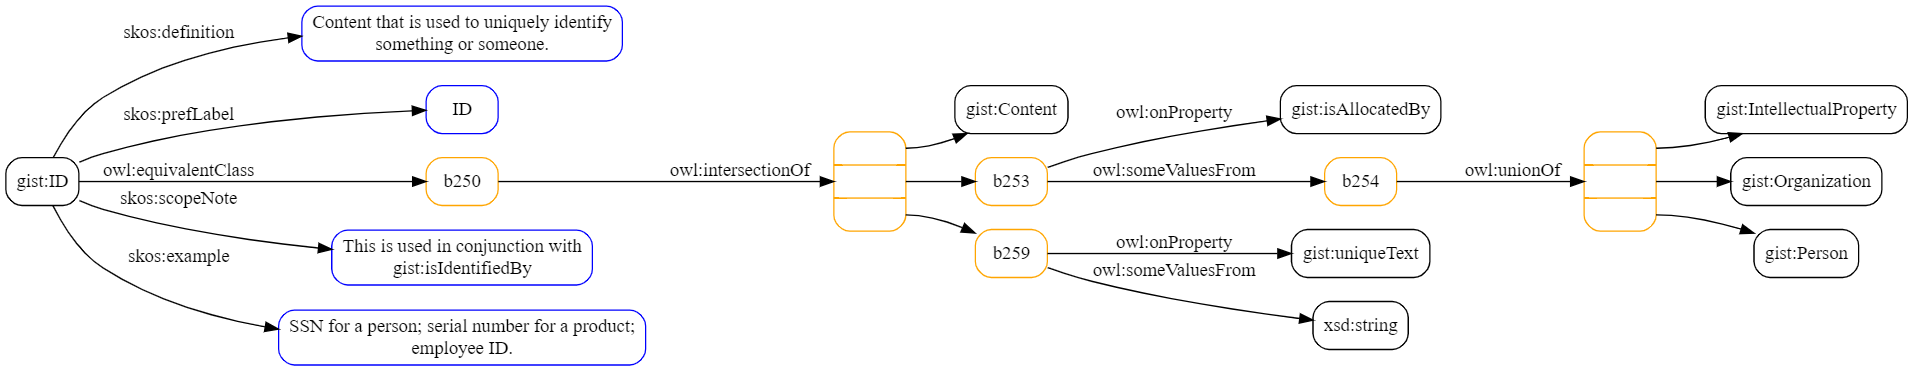 skos:definition
Content that is used to uniquely identify
something or someone.
skos:prefLabel
ID
gist:ID
owl:equivalentClass
b250
skos:scopeNote
This is used in conjunction with
gist:isIdentifiedBy
skos:example
SSN for a person; serial number for a product;
employee ID.
owl:intersectionOf
gist:Content
b253
owl:onProperty
gist:isAllocatedBy
owl:someValuesFrom
b254
owl:unionOf
gist:IntellectualProperty
gist:Organization
gist:Person
b259
owl:onProperty
gist:uniqueText
owl:someValuesFrom
xsd:string